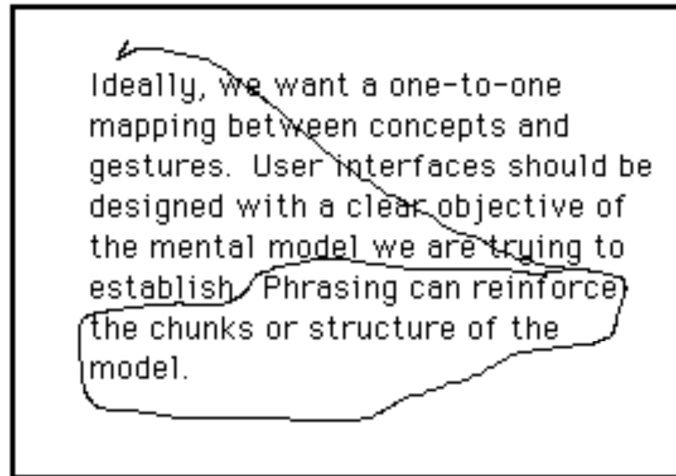 Ideally, we want a one-to-one
mapping between concepts and
gestures. User interfaces should be
designed with a clear objective of
the mental model we are trying to
establish. Phrasing can reinforce
the chunks or structure of the
model.